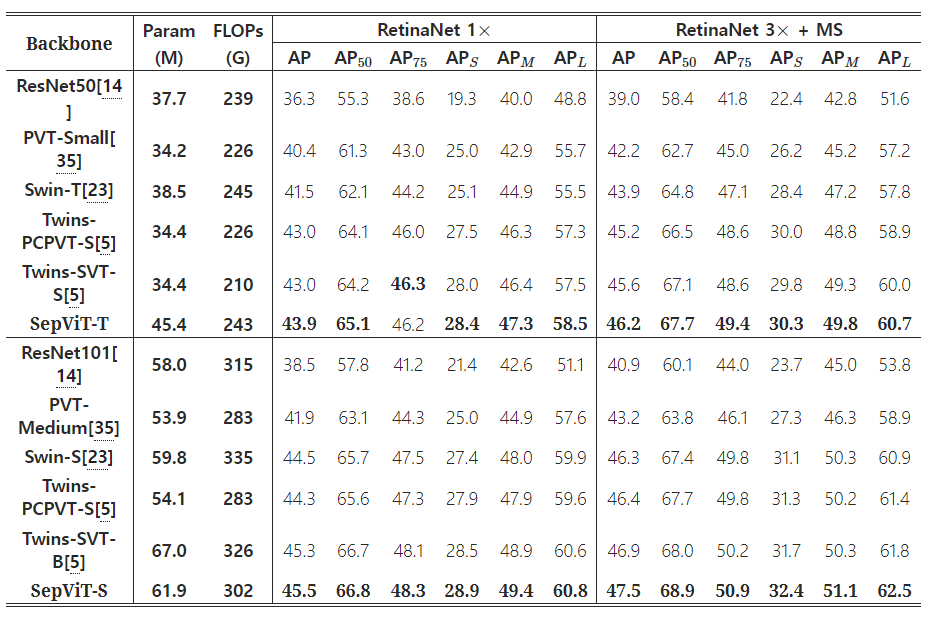 Backbone Param FLOPs RetinaNet 1× RetinaNet 3× + MS
(M) (G) AP AP50 AP75 APS APM APL AP AP50 AP75 APS APM APL
ResNet50[14
] 37.7 239 36.3 55.3 38.6 19.3 40.0 48.8 39.0 58.4 41.8 22.4 42.8 51.6
PVT-Small[
35] 34.2 226 40.4 61.3 43.0 25.0 42.9 55.7 42.2 62.7 45.0 26.2 45.2 57.2
Swin-T[23] 38.5 245 41.5 62.1 44.2 25.1 44.9 55.5 43.9 64.8 47.1 28.4 47.2 57.8
Twins-
PCPVT-S[5] 34.4 226 43.0 64.1 46.0 27.5 46.3 57.3 45.2 66.5 48.6 30.0 48.8 58.9
Twins-SVT-
S[5] 34.4 210 43.0 64.2 46.3 28.0 46.4 57.5 45.6 67.1 48.6 29.8 49.3 60.0
SepViT-T 45.4 243 43.9 65.1 46.2 28.4 47.3 58.5 46.2 67.7 49.4 30.3 49.8 60.7
ResNet101[
14] 58.0 315 38.5 57.8 41.2 21.4 42.6 51.1 40.9 60.1 44.0 23.7 45.0 53.8
PVT-
Medium[35] 53.9 283 41.9 63.1 44.3 25.0 44.9 57.6 43.2 63.8 46.1 27.3 46.3 58.9
Swin-S[23] 59.8 335 44.5 65.7 47.5 27.4 48.0 59.9 46.3 67.4 49.8 31.1 50.3 60.9
Twins-
PCPVT-S[5] 54.1 283 44.3 65.6 47.3 27.9 47.9 59.6 46.4 67.7 49.8 31.3 50.2 61.4
Twins-SVT-
B[5] 67.0 326 45.3 66.7 48.1 28.5 48.9 60.6 46.9 68.0 50.2 31.7 50.3 61.8
SepViT-S 61.9 302 45.5 66.8 48.3 28.9 49.4 60.8 47.5 68.9 50.9 32.4 51.1 62.5